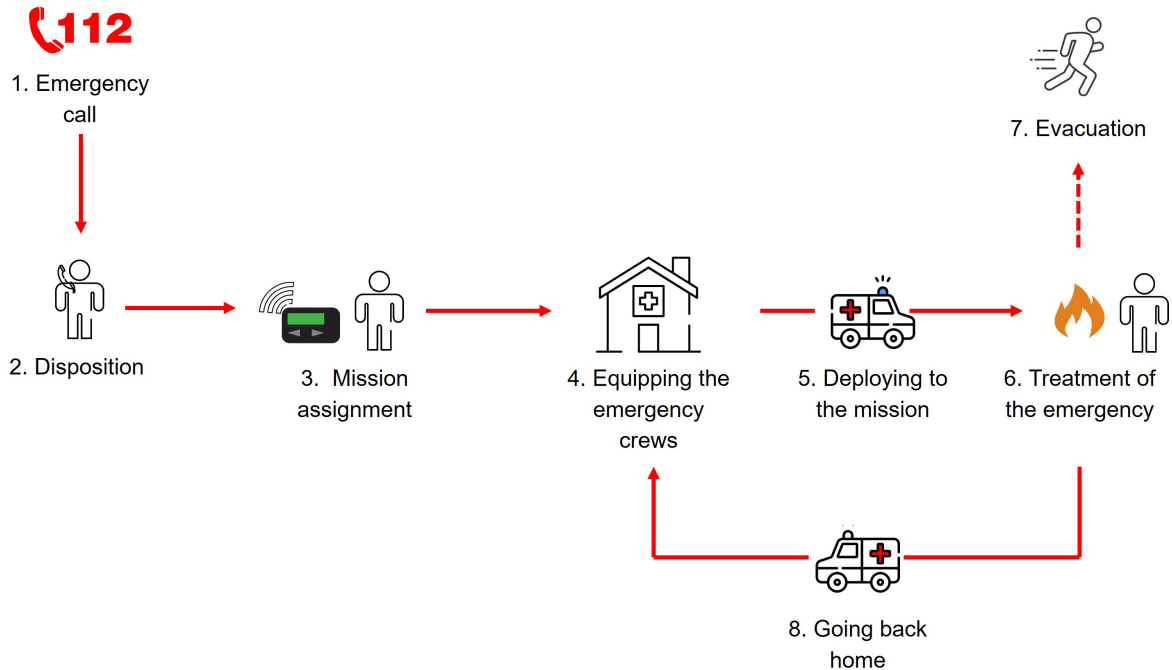 112
1. Emergency
call
2. Disposition
3. Mission
assignment
4. Equipping the
emergency
crews
5. Deploying to
the mission
6. Treatment of
the emergency
7. Evacuation
8. Going back
home